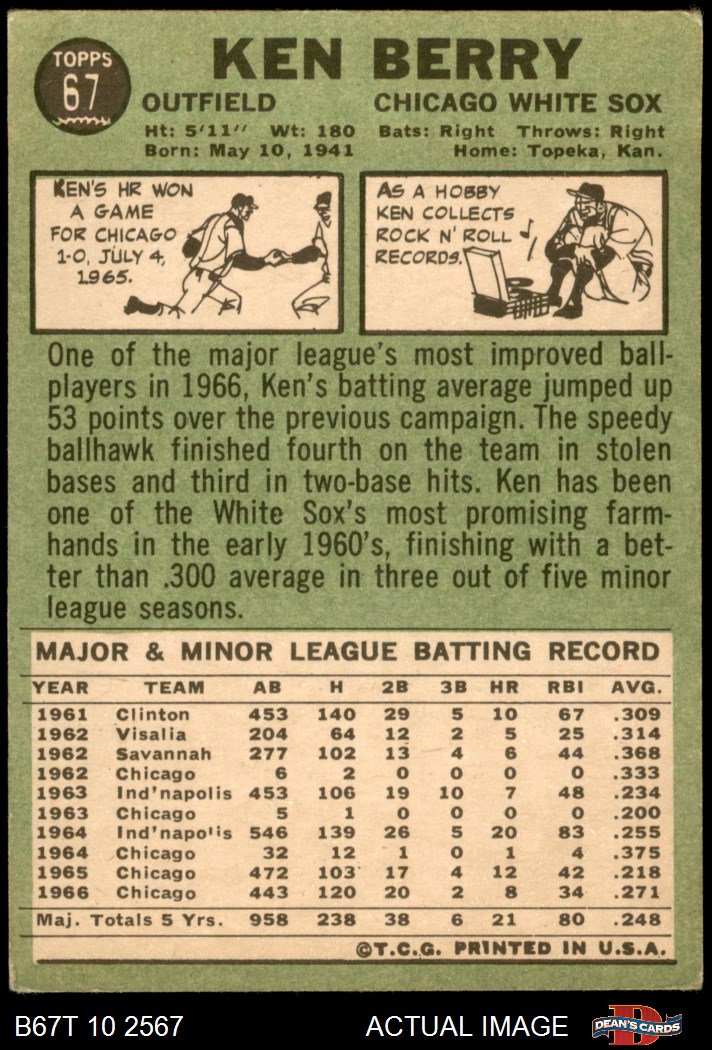 TOPPS
67
KEN BERRY
OUTFIELD CHICAGO WHITE SOX
Ht: 5'11" Wt: 180 Bats: Right Throws: Right
Born: May 10, 1941 Home: Topeka, Kan.
KEN'S HR WON
A GAME
FOR CHICAGO
1-0, JULY 4,
1965.
AS A HOBBY
KEN COLLECTS
ROCK N' ROLL
RECORDS.
One of the major league's most improved ball-
players in 1966, Ken's batting average jumped up
53 points over the previous campaign. The speedy
ballhawk finished fourth on the team in stolen
bases and third in two-base hits. Ken has been
one of the White Sox's most promising farm-
hands in the early 1960's, finishing with a bet-
ter than .300 average in three out of five minor
league seasons.
MAJOR & MINOR LEAGUE BATTING RECORD
YEAR TEAM AB H 2B 3B HR RBI AVG.
1961 Clinton 453 140 29 5 10 67 .309
1962 Visalia 204 64 12 2 5 25 .314
1962 Savannah 277 102 13 4 6 44 .368
1962 Chicago 6 2 0 0 0 0 .333
1963 Ind'napolis 453 106 19 10 7 48 .234
1963 Chicago 5 1 0 0 0 0 .200
1964 Ind'napolis 546 139 26 5 20 83 .255
1964 Chicago 32 12 1 0 1 4 .375
1965 Chicago 472 103 17 4 12 42 .218
1966 Chicago 443 120 20 2 8 34 .271
Maj. Totals 5 Yrs. 958 238 38 6 21 80 .248
©T.C.G. PRINTED IN U.S.A.
B67T 10 2567 ACTUAL IMAGE
D
DEAN'S CARDS